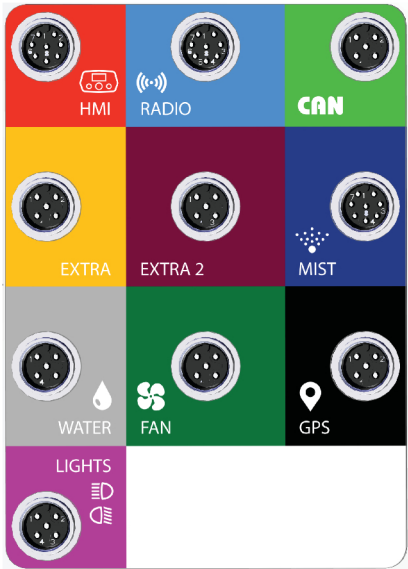 HMI
RADIO
CAN
EXTRA
EXTRA 2
MIST
WATER
FAN
GPS
LIGHTS